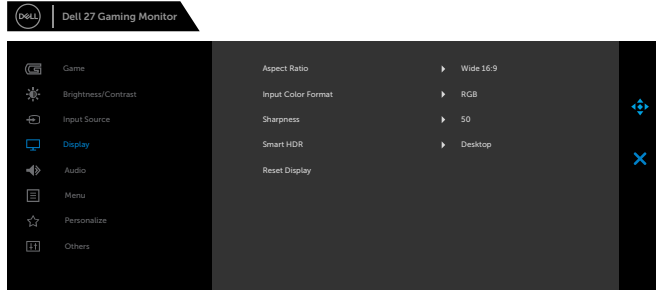 DELL Dell 27 Gaming Monitor
Game
Brightness/Contrast
Input Source
Display
Audio
Menu
Personalize
Others
Aspect Ratio Wide 16:9
Input Color Format RGB
Sharpness 50
Smart HDR Desktop
Reset Display